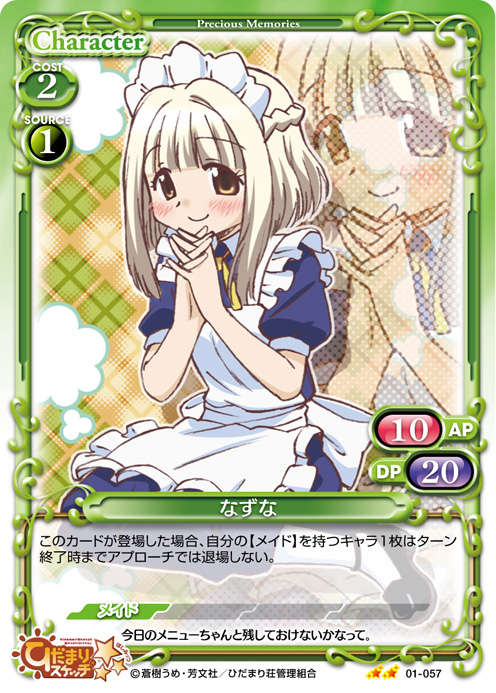 Precious Memories
Character
COST
2
SOURCE
1
10 AP
DP 20
なずな
このカードが登場した場合、自分の【メイド】を持つキャラ1枚はターン
終了時までアプローチでは退場しない。
メイド
今日のメニューちゃんと残しておけないかなって。
ひだまり
スケッチ
©蒼樹うめ・芳文社／ひだまり荘管理組合
01-057